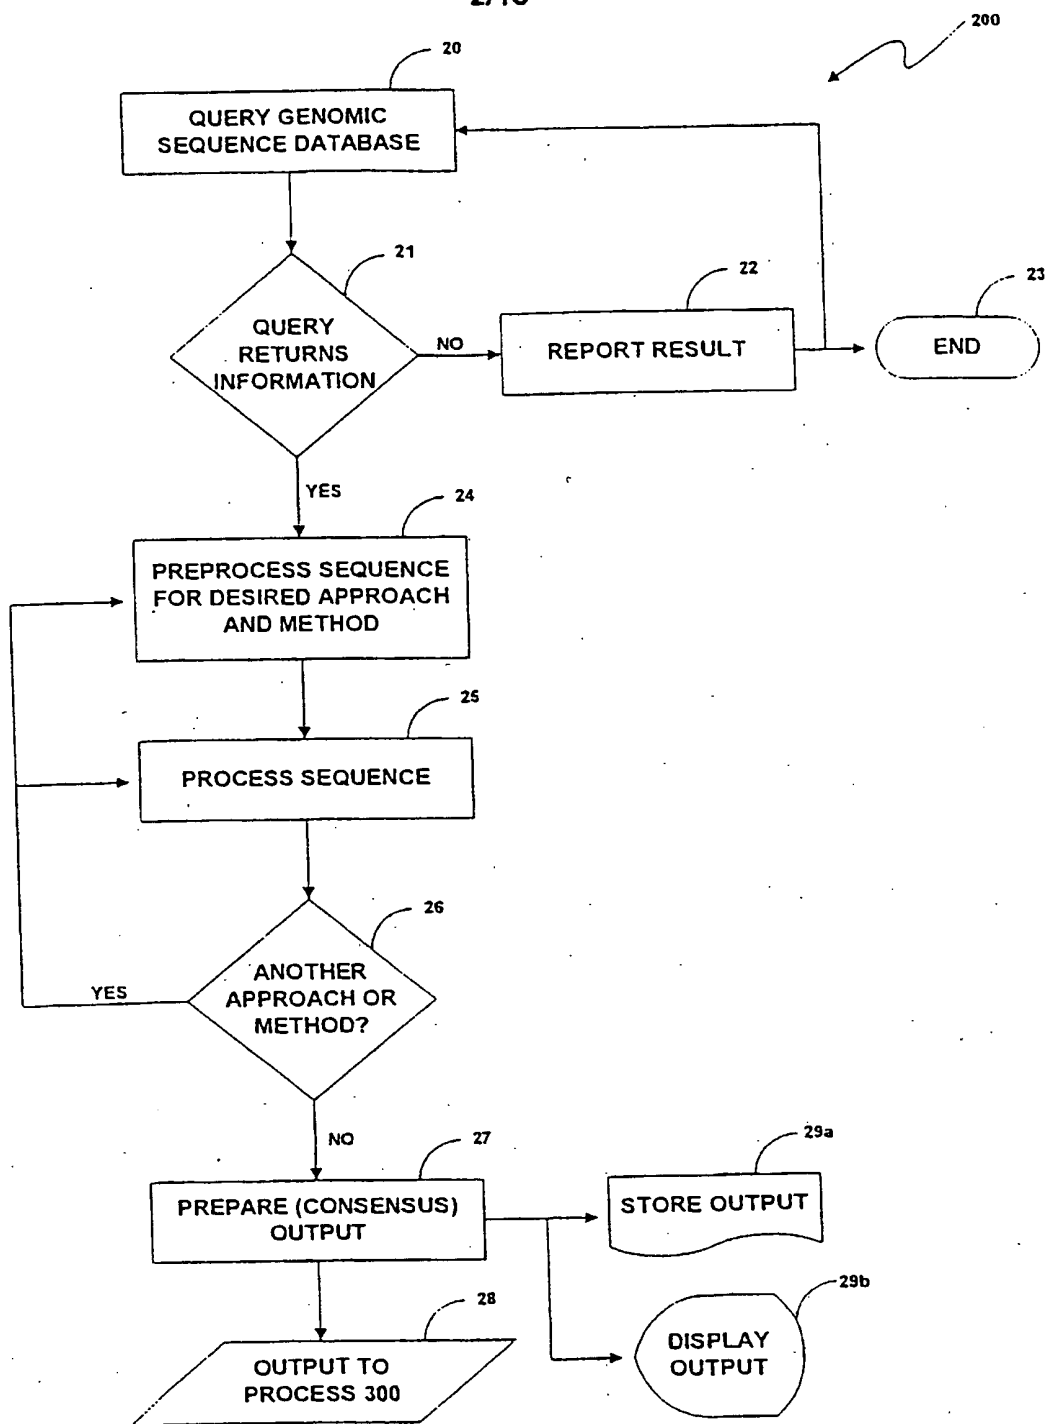 200
20
QUERY GENOMIC
SEQUENCE DATABASE
21
QUERY
RETURNS
INFORMATION
NO
22
REPORT RESULT
23
END
YES
24
PREPROCESS SEQUENCE
FOR DESIRED APPROACH
AND METHOD
25
PROCESS SEQUENCE
26
ANOTHER
APPROACH OR
METHOD?
YES
NO
27
PREPARE (CONSENSUS)
OUTPUT
29a
STORE OUTPUT
28
OUTPUT TO
PROCESS 300
29b
DISPLAY
OUTPUT